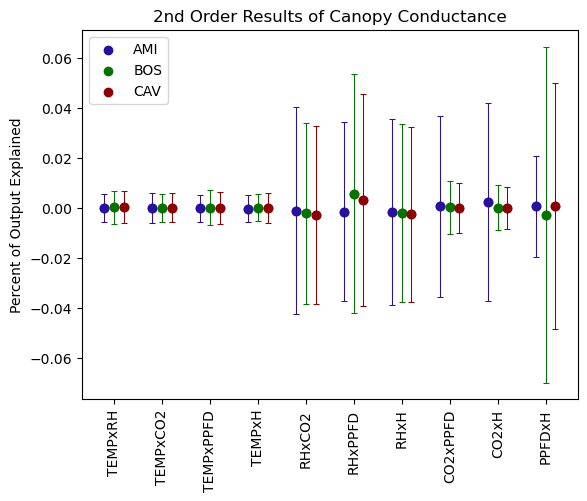 2nd Order Results of Canopy Conductance
AMI
BOS
CAV
Percent of Output Explained
0.06
0.04
0.02
0.00
−0.02
−0.04
−0.06
TEMPxRH
TEMPxCO2
TEMPxPPFD
TEMPxH
RHxCO2
RHxPPFD
RHxH
CO2xPPFD
CO2xH
PPFDxH